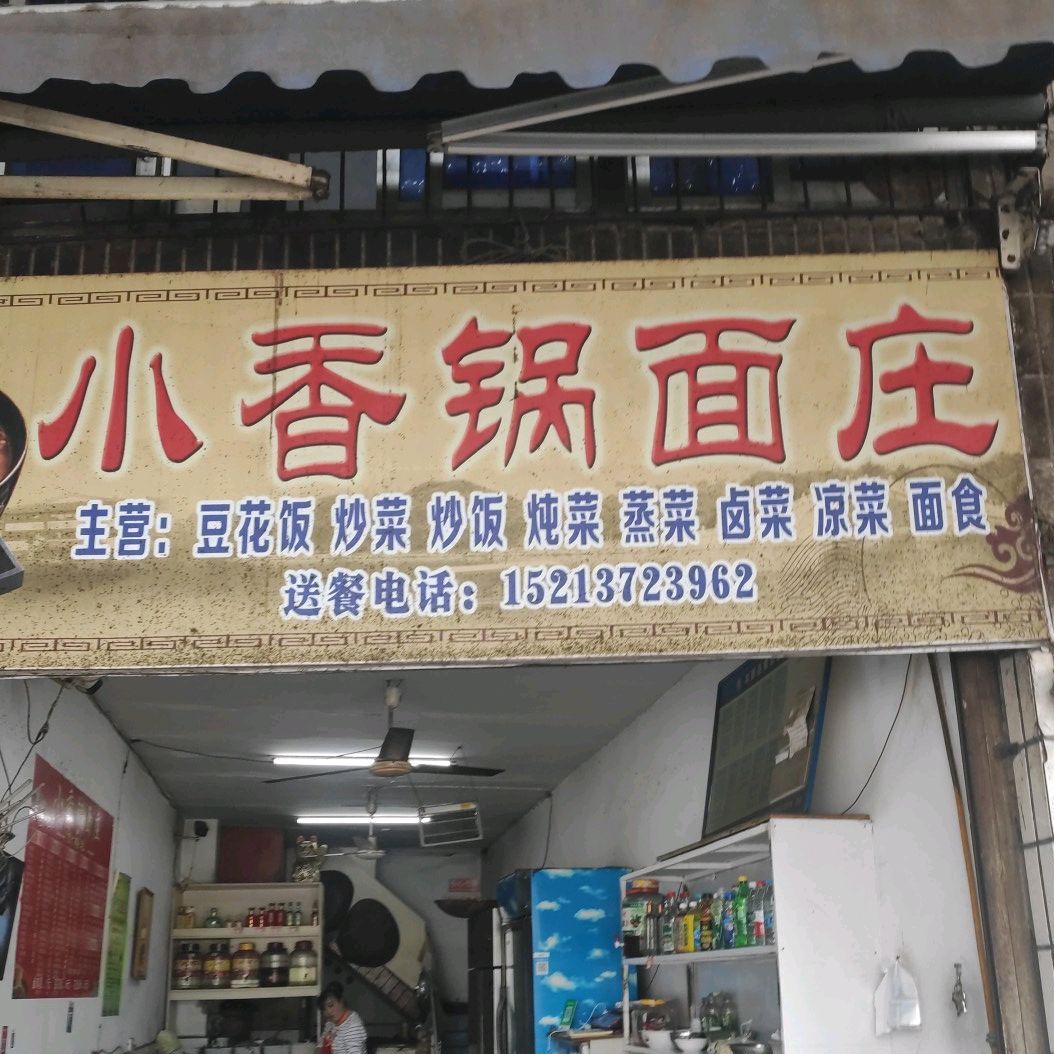 小香锅面庄
主营：豆花饭 炒菜 炒饭 炖菜 蒸菜 卤菜 凉菜 面食
送餐电话：15213723962